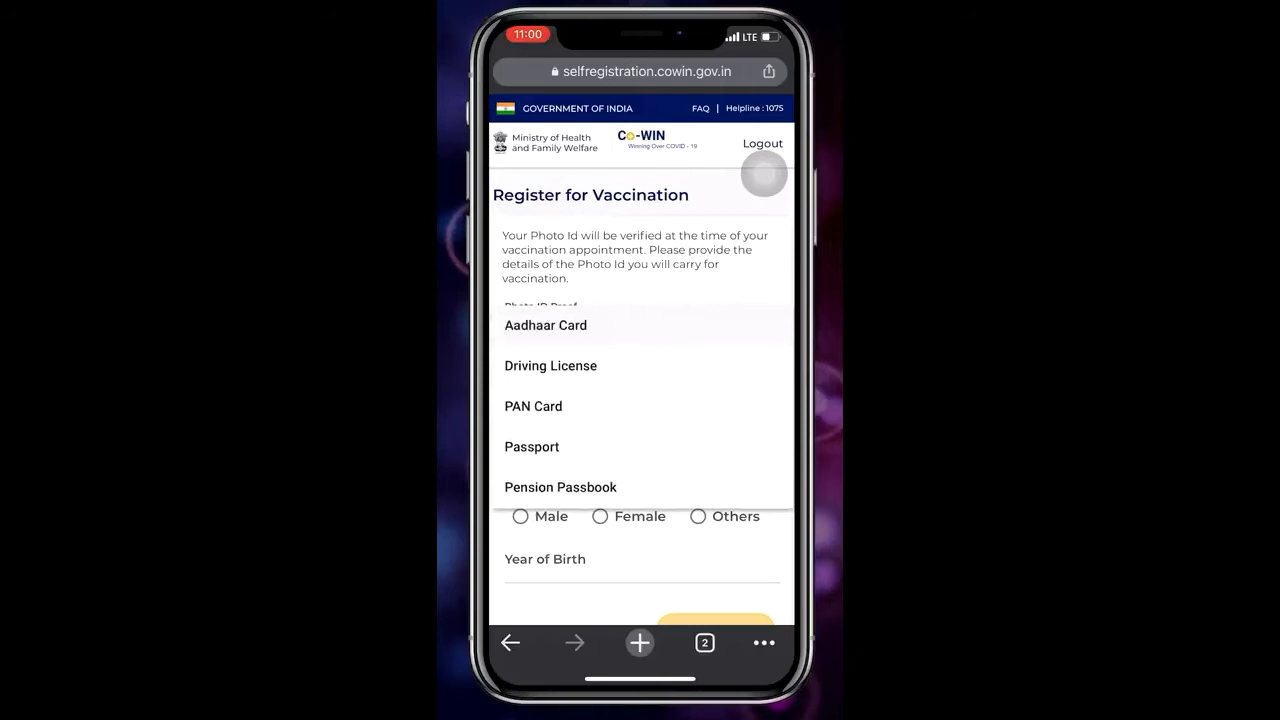 11:00
LTE
selfregistration.cowin.gov.in
GOVERNMENT OF INDIA
FAQ | Helpline : 1075
Ministry of Health
and Family Welfare
Co-WIN
Winning Over COVID - 19
Logout
Register for Vaccination
Your Photo Id will be verified at the time of your
vaccination appointment. Please provide the
details of the Photo Id you will carry for
vaccination.
Photo ID Proof
Aadhaar Card
Driving License
PAN Card
Passport
Pension Passbook
Male
Female
Others
Year of Birth
2